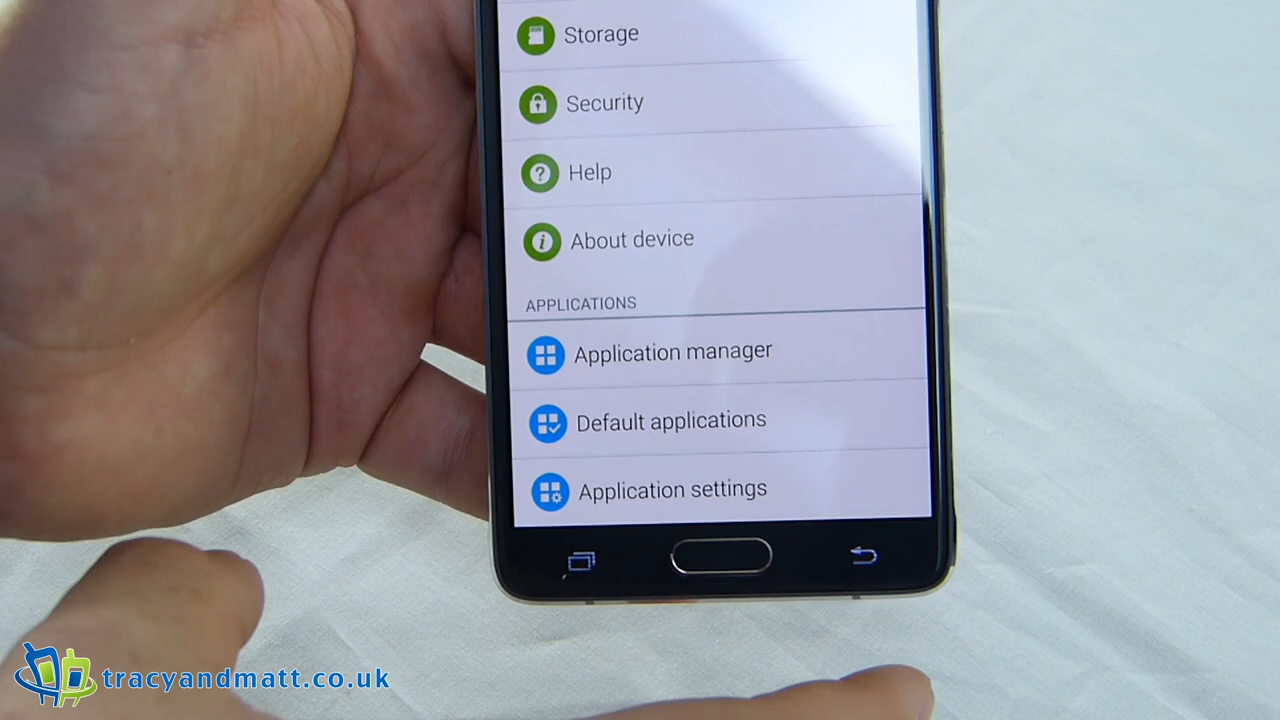 Storage
Security
Help
About device
APPLICATIONS
Application manager
Default applications
Application settings
tracyandmatt.co.uk